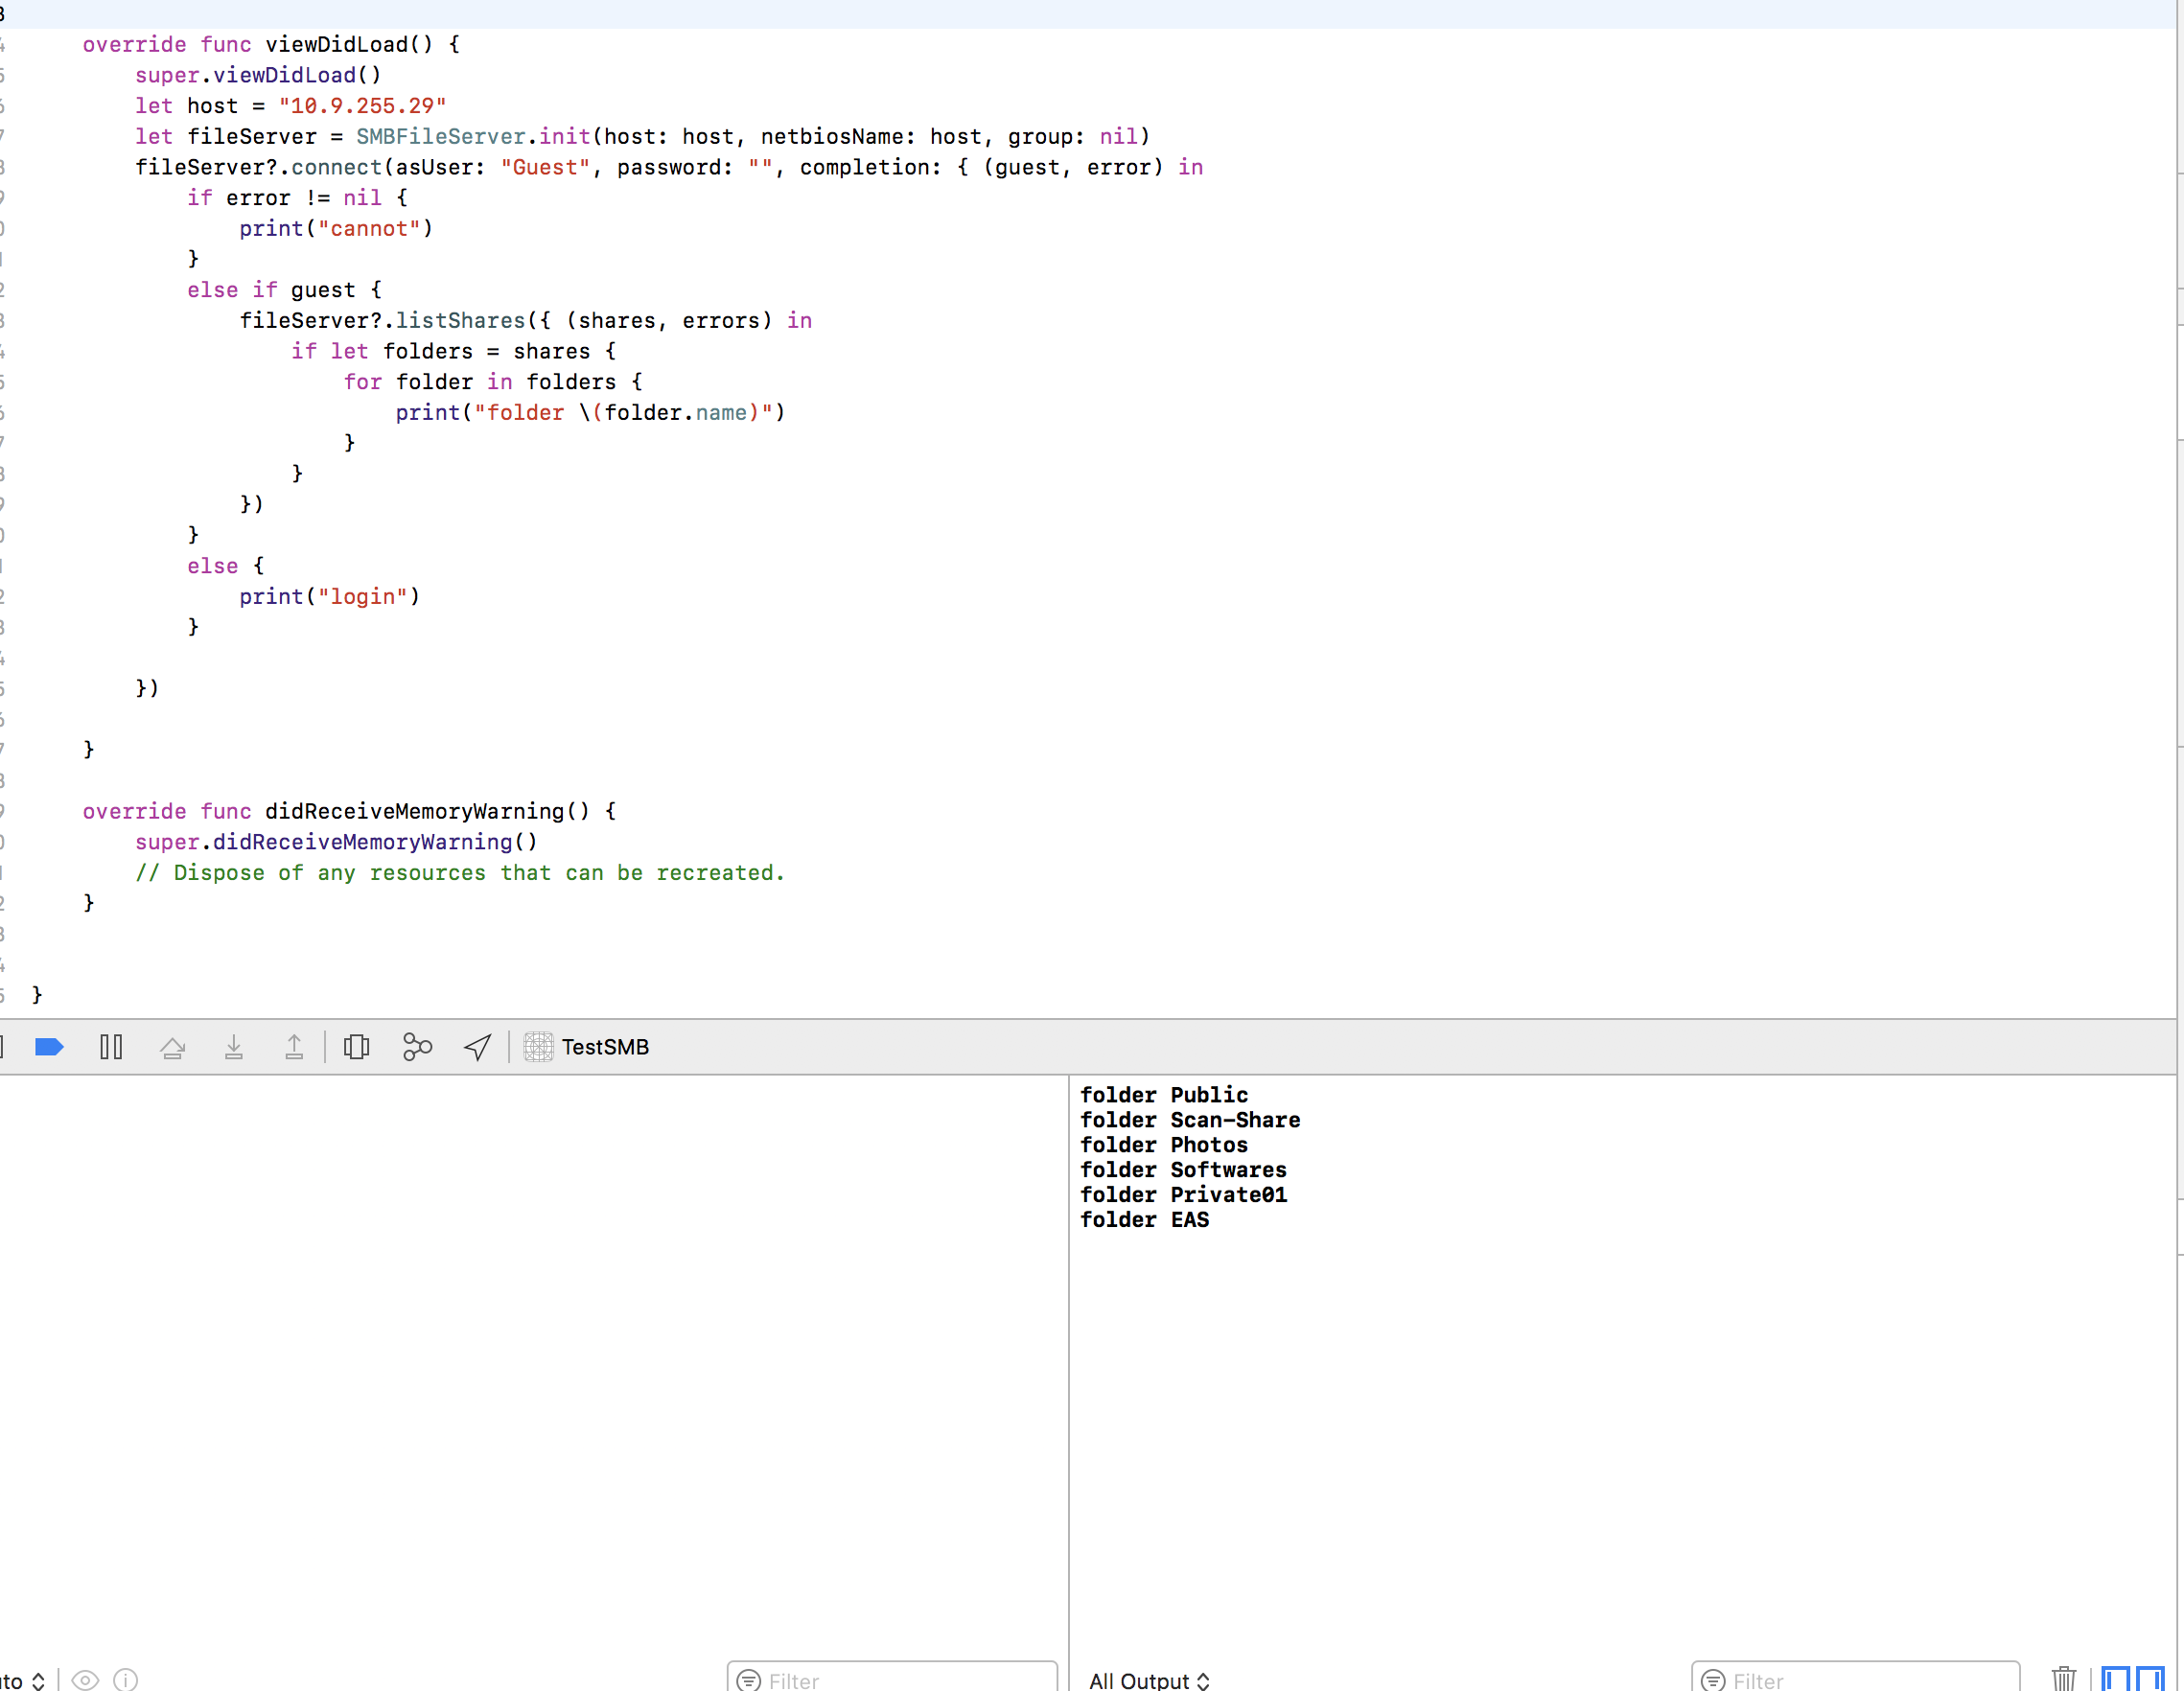 override func viewDidLoad() {
super.viewDidLoad()
let host = "10.9.255.29"
let fileServer = SMBFileServer.init(host: host, netbiosName: host, group: nil)
fileServer?.connect(asUser: "Guest", password: "", completion: { (guest, error) in
if error != nil {
print("cannot")
}
else if guest {
fileServer?.listShares({ (shares, errors) in
if let folders = shares {
for folder in folders {
print("folder \(folder.name)")
}
}
})
}
else {
print("login")
}
})
}
override func didReceiveMemoryWarning() {
super.didReceiveMemoryWarning()
// Dispose of any resources that can be recreated.
}
}
TestSMB
folder Public
folder Scan-Share
folder Photos
folder Softwares
folder Private01
folder EAS
Filter
All Output
Filter